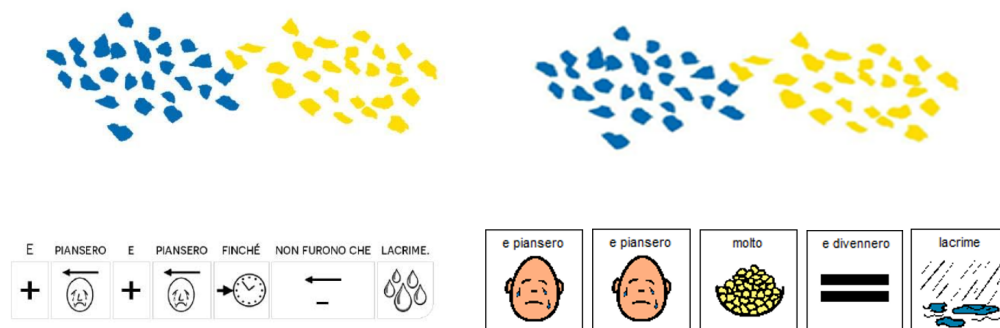 E PIANSERO E PIANSERO FINCHÉ NON FURONO CHE LACRIME.
e piansero e piansero molto e divennero lacrime